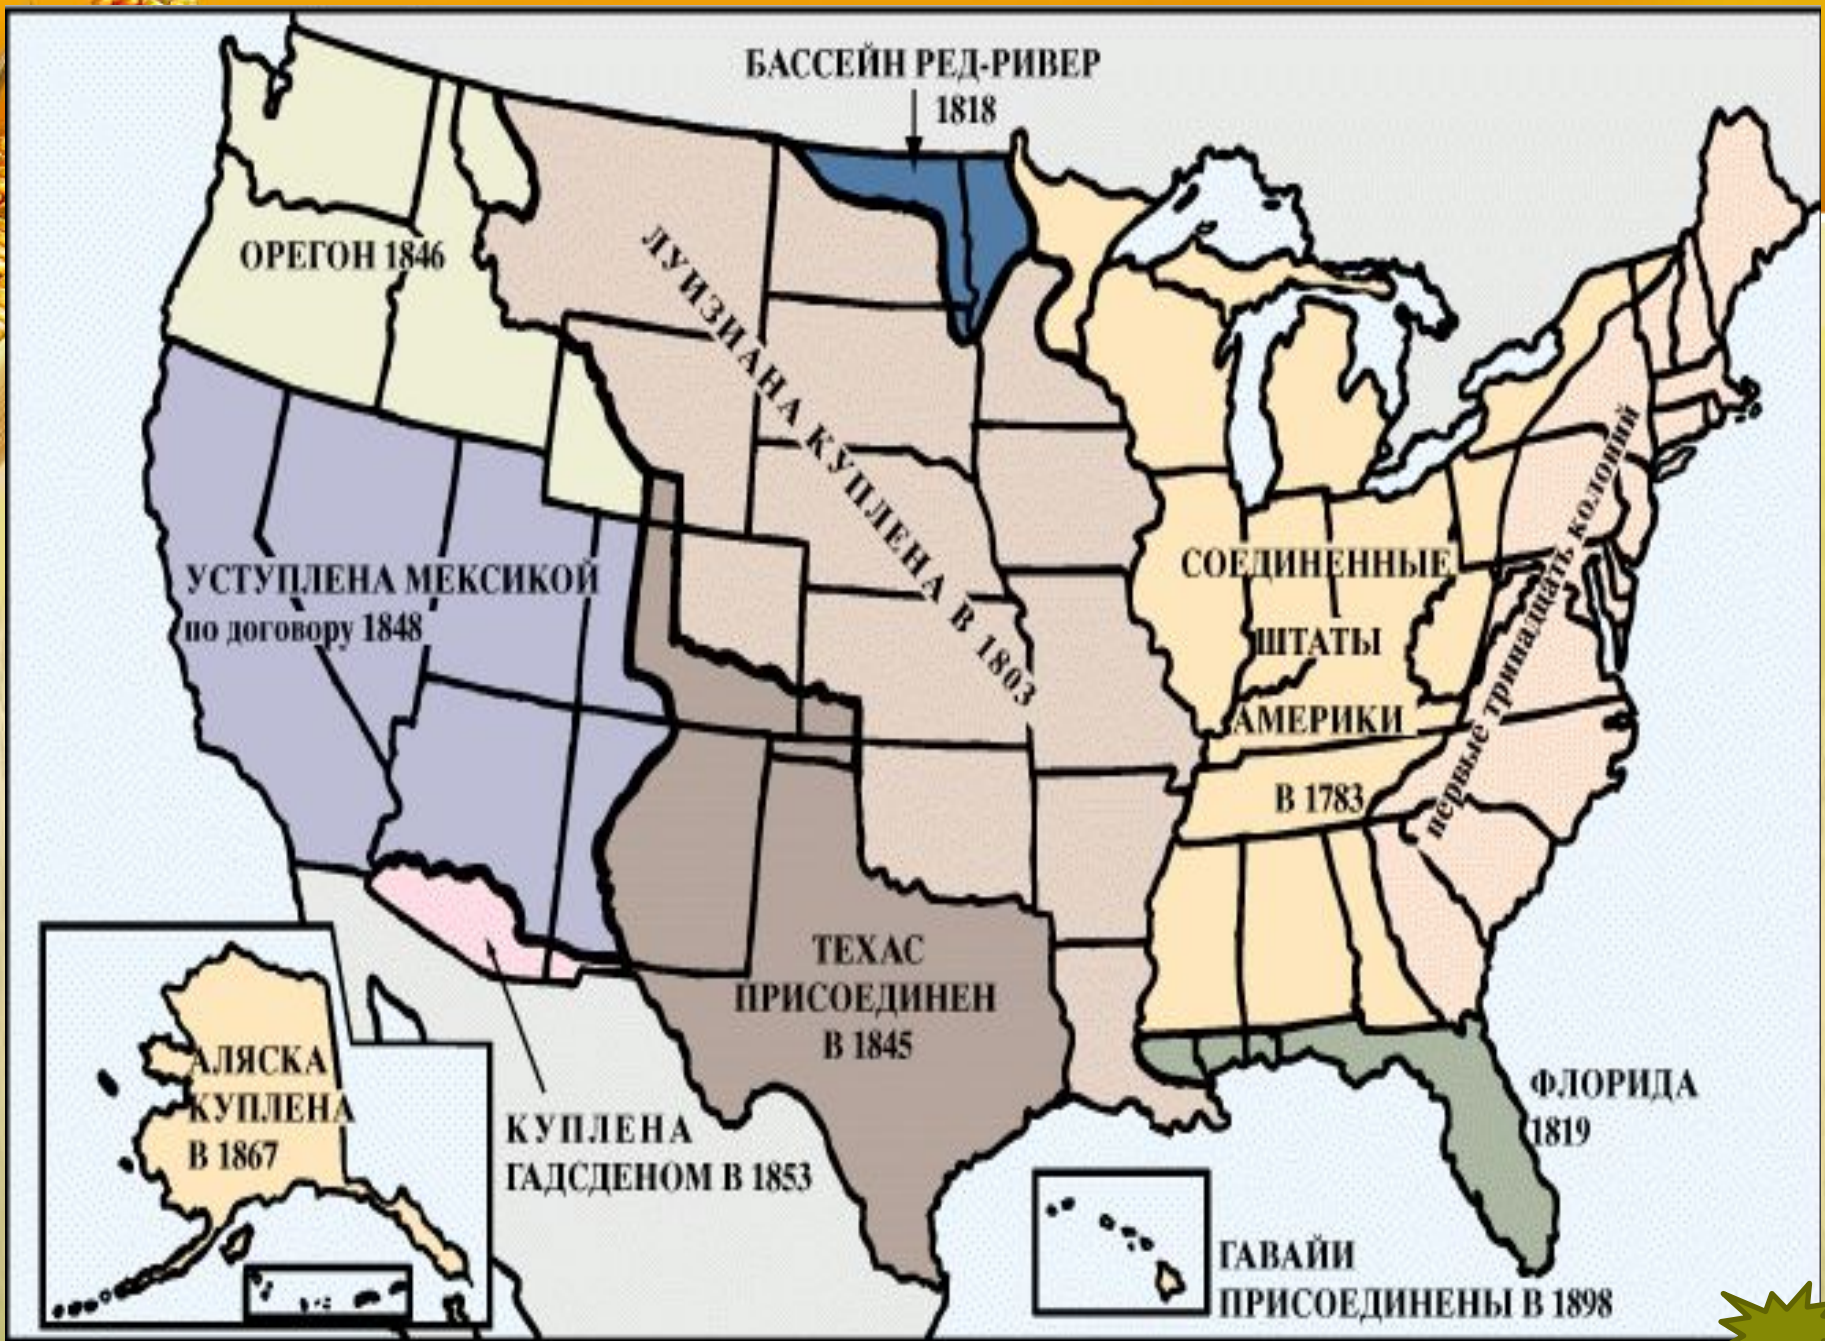 БАССЕЙН РЕД-РИВЕР
1818
ОРЕГОН 1846
ЛУИЗИАНА КУПЛЕНА В 1803
УСТУПЛЕНА МЕКСИКОЙ
по договору 1848
СОЕДИНЕННЫЕ
ШТАТЫ
АМЕРИКИ
В 1783
первые тринадцать колоний
ТЕХАС
ПРИСОЕДИНЕН
В 1845
АЛЯСКА
КУПЛЕНА
В 1867
КУПЛЕНА
ГАДСДЕНОМ В 1853
ФЛОРИДА
1819
ГАВАЙИ
ПРИСОЕДИНЕНЫ В 1898